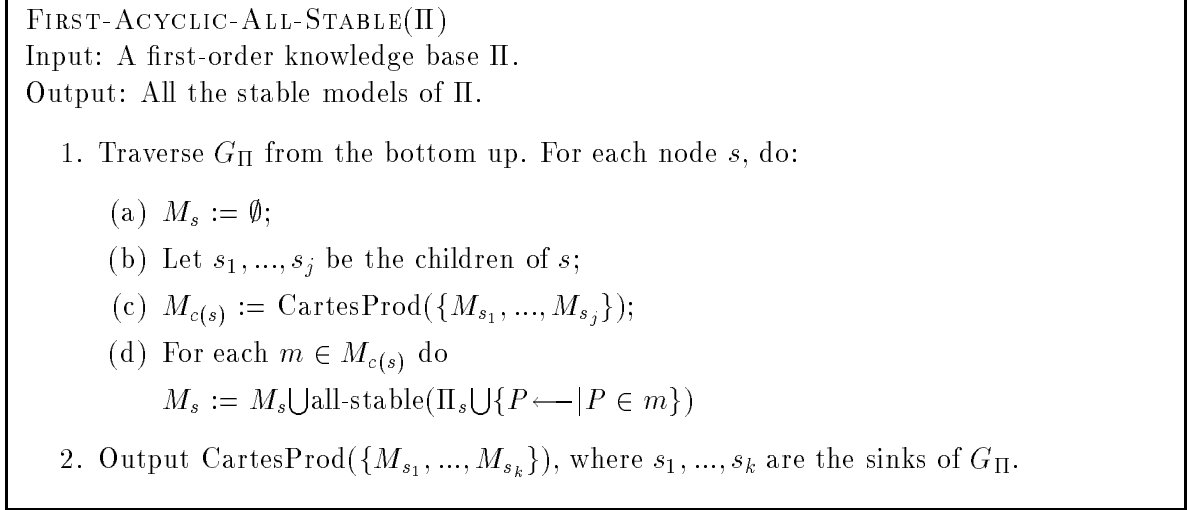 FIRST-ACYCLIC-ALL-STABLE(Π)
Input: A first-order knowledge base Π.
Output: All the stable models of Π.
1. Traverse G_Π from the bottom up. For each node s, do:
(a) M_s := ∅;
(b) Let s_1, ..., s_j be the children of s;
(c) M_{c(s)} := CartesProd({M_{s_1}, ..., M_{s_j}});
(d) For each m ∈ M_{c(s)} do
M_s := M_s⋃all-stable(Π_s⋃{P⟵|P ∈ m})
2. Output CartesProd({M_{s_1}, ..., M_{s_k}}), where s_1, ..., s_k are the sinks of G_Π.